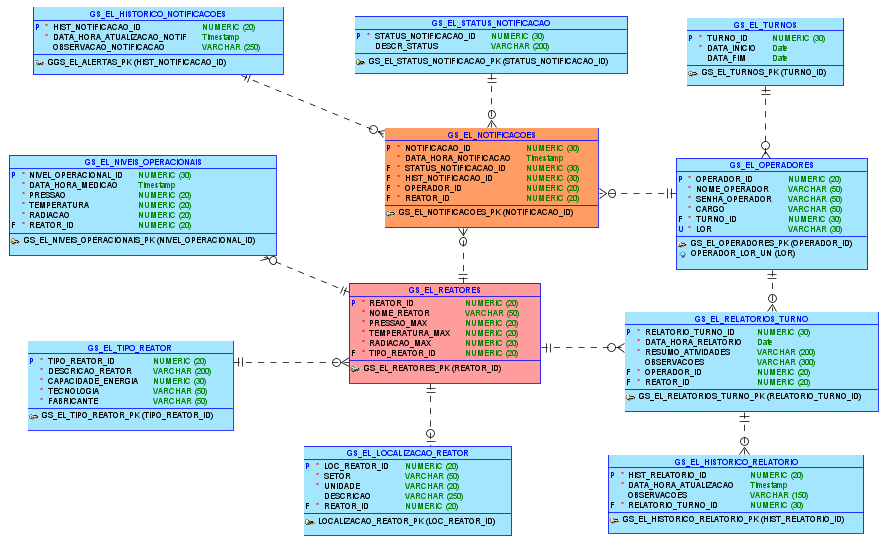 GS_EL_HISTORICO_NOTIFICACOES
P * HIST_NOTIFICACAO_ID NUMERIC (20)
* DATA_HORA_ATUALIZACAO_NOTIF Timestamp
OBSERVACAO_NOTIFICACAO VARCHAR (250)
GGS_EL_ALERTAS_PK (HIST_NOTIFICACAO_ID)
GS_EL_STATUS_NOTIFICACAO
P * STATUS_NOTIFICACAO_ID NUMERIC (30)
DESCR_STATUS VARCHAR (200)
GS_EL_STATUS_NOTIFICACAO_PK (STATUS_NOTIFICACAO_ID)
GS_EL_TURNOS
P * TURNO_ID NUMERIC (30)
* DATA_INICIO Date
DATA_FIM Date
GS_EL_TURNOS_PK (TURNO_ID)
GS_EL_NOTIFICACOES
P * NOTIFICACAO_ID NUMERIC (30)
* DATA_HORA_NOTIFICACAO Timestamp
F * STATUS_NOTIFICACAO_ID NUMERIC (30)
F * HIST_NOTIFICACAO_ID NUMERIC (30)
F * OPERADOR_ID NUMERIC (20)
F * REATOR_ID NUMERIC (20)
GS_EL_NOTIFICACOES_PK (NOTIFICACAO_ID)
GS_EL_NIVEIS_OPERACIONAIS
P * NIVEL_OPERACIONAL_ID NUMERIC (30)
* DATA_HORA_MEDICAO Timestamp
* PRESSAO NUMERIC (20)
* TEMPERATURA NUMERIC (20)
* RADIACAO NUMERIC (20)
F * REATOR_ID NUMERIC (20)
GS_EL_NIVEIS_OPERACIONAIS_PK (NIVEL_OPERACIONAL_ID)
GS_EL_OPERADORES
P * OPERADOR_ID NUMERIC (20)
* NOME_OPERADOR VARCHAR (50)
* SENHA_OPERADOR VARCHAR (50)
* CARGO VARCHAR (50)
F * TURNO_ID NUMERIC (30)
U * LOR VARCHAR (30)
GS_EL_OPERADORES_PK (OPERADOR_ID)
OPERADOR_LOR_UN (LOR)
GS_EL_REATORES
P * REATOR_ID NUMERIC (20)
* NOME_REATOR VARCHAR (50)
* PRESSAO_MAX NUMERIC (20)
* TEMPERATURA_MAX NUMERIC (20)
* RADIACAO_MAX NUMERIC (20)
F * TIPO_REATOR_ID NUMERIC (20)
GS_EL_REATORES_PK (REATOR_ID)
GS_EL_RELATORIOS_TURNO
P * RELATORIO_TURNO_ID NUMERIC (30)
* DATA_HORA_RELATORIO Date
* RESUMO_ATIVIDADES VARCHAR (200)
OBSERVACOES VARCHAR (300)
F * OPERADOR_ID NUMERIC (20)
F * REATOR_ID NUMERIC (20)
GS_EL_RELATORIOS_TURNO_PK (RELATORIO_TURNO_ID)
GS_EL_TIPO_REATOR
P * TIPO_REATOR_ID NUMERIC (20)
* DESCRICAO_REATOR VARCHAR (200)
* CAPACIDADE_ENERGIA NUMERIC (30)
* TECNOLOGIA VARCHAR (50)
* FABRICANTE VARCHAR (50)
GS_EL_TIPO_REATOR_PK (TIPO_REATOR_ID)
GS_EL_LOCALIZACAO_REATOR
P * LOC_REATOR_ID NUMERIC (20)
* SETOR VARCHAR (50)
* UNIDADE VARCHAR (20)
DESCRICAO VARCHAR (250)
F * REATOR_ID NUMERIC (20)
LOCALIZACAO_REATOR_PK (LOC_REATOR_ID)
GS_EL_HISTORICO_RELATORIO
P * HIST_RELATORIO_ID NUMERIC (20)
* DATA_HORA_ATUALIZACAO Timestamp
OBSERVACOES VARCHAR (150)
F * RELATORIO_TURNO_ID NUMERIC (30)
GS_EL_HISTORICO_RELATORIO_PK (HIST_RELATORIO_ID)